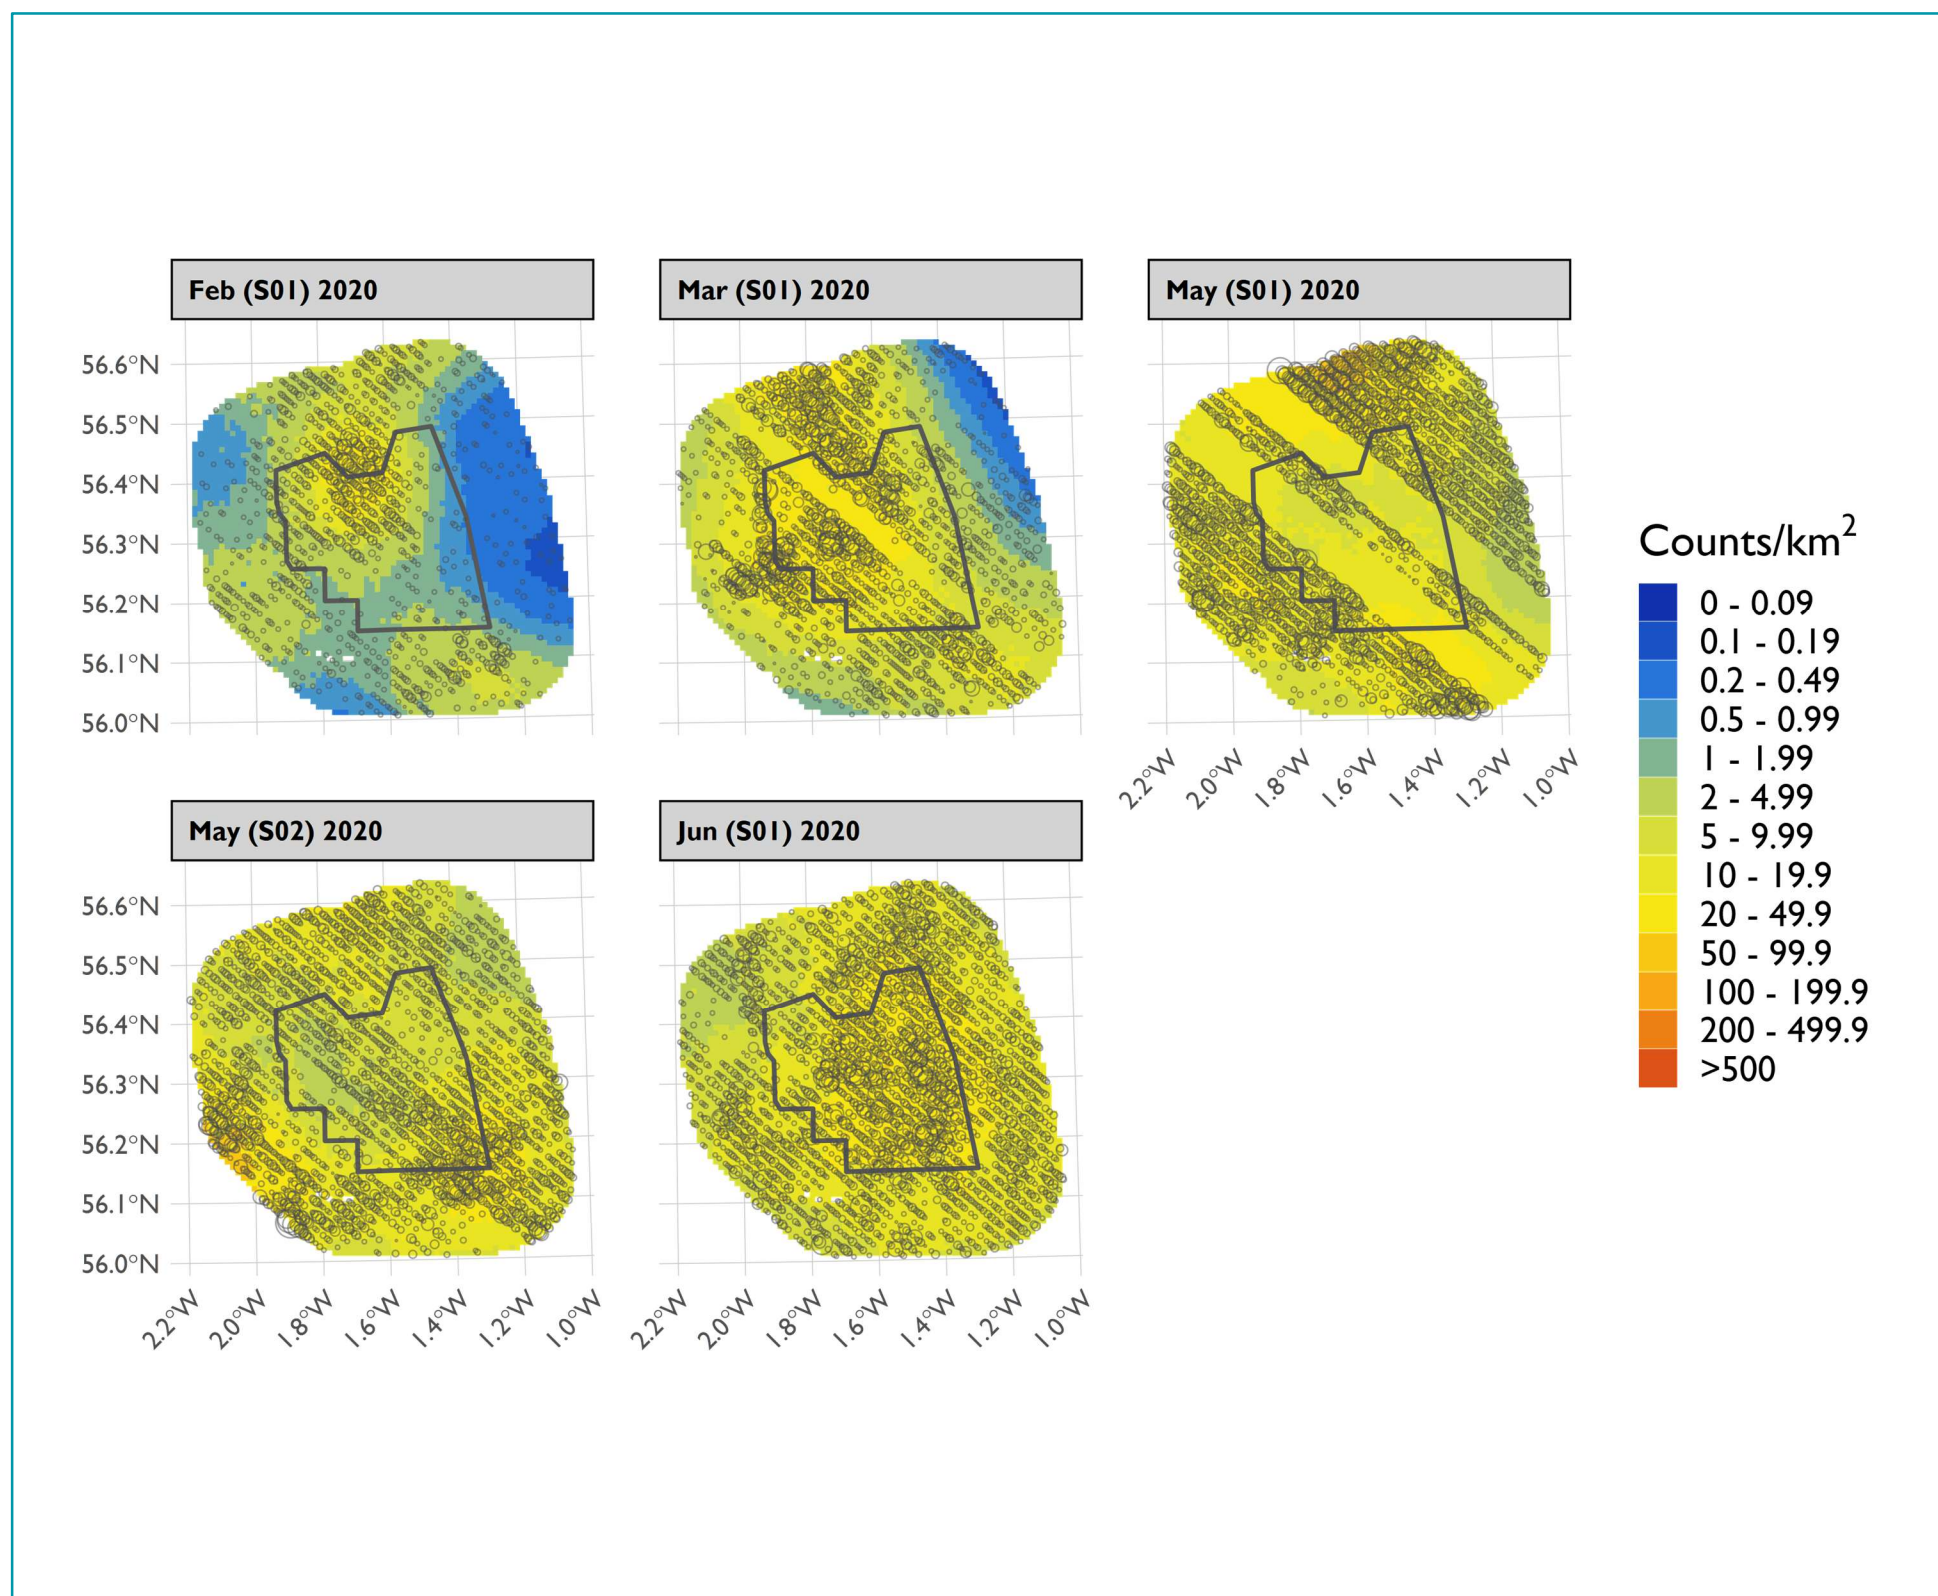 Feb (S01) 2020
Mar (S01) 2020
May (S01) 2020
56.6°N
56.5°N
56.4°N
56.3°N
56.2°N
56.1°N
56.0°N
2.2°W 2.0°W 1.8°W 1.6°W 1.4°W 1.2°W 1.0°W
May (S02) 2020
Jun (S01) 2020
56.6°N
56.5°N
56.4°N
56.3°N
56.2°N
56.1°N
56.0°N
2.2°W 2.0°W 1.8°W 1.6°W 1.4°W 1.2°W 1.0°W
2.2°W 2.0°W 1.8°W 1.6°W 1.4°W 1.2°W 1.0°W
Counts/km²
0 - 0.09
0.1 - 0.19
0.2 - 0.49
0.5 - 0.99
1 - 1.99
2 - 4.99
5 - 9.99
10 - 19.9
20 - 49.9
50 - 99.9
100 - 199.9
200 - 499.9
>500